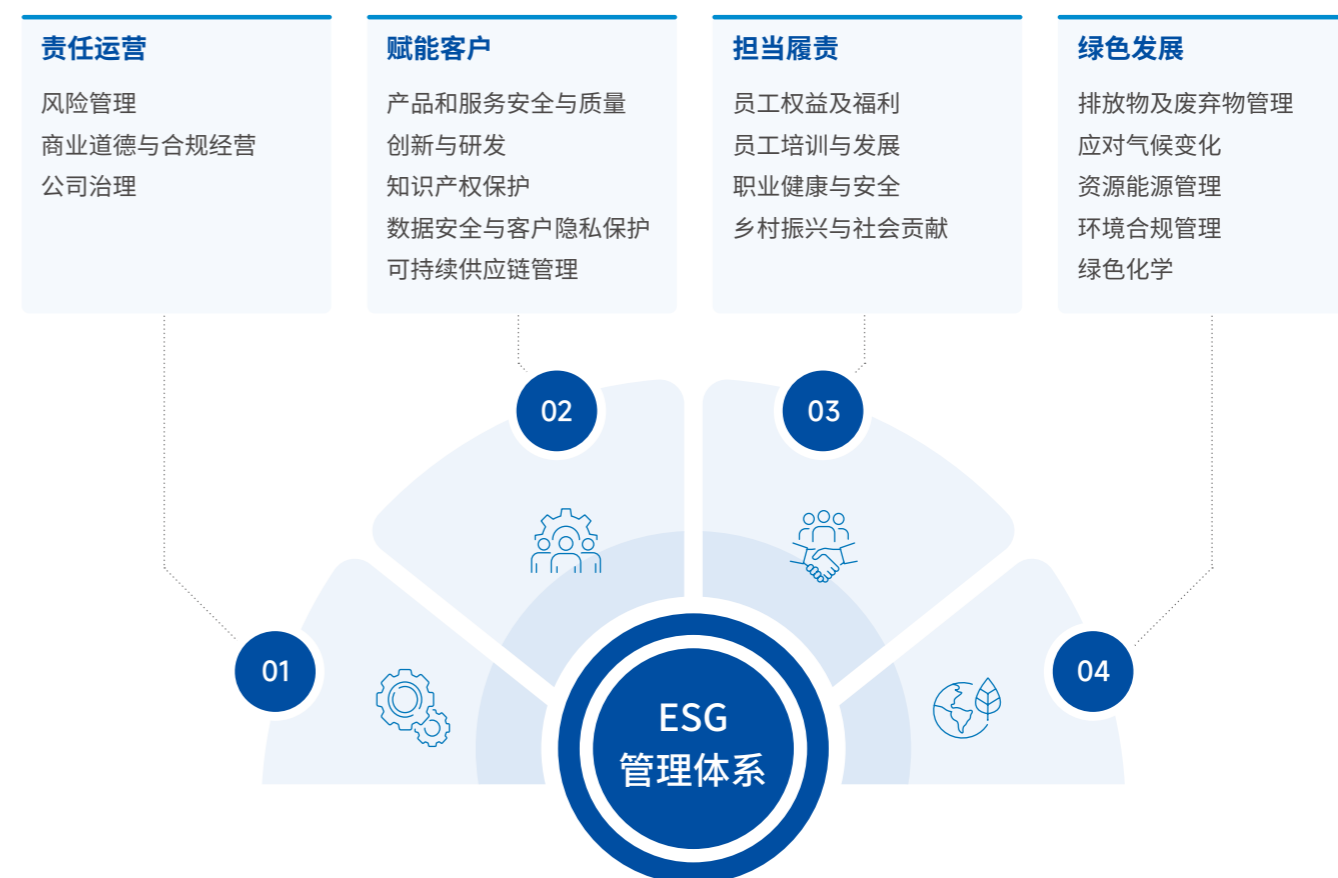 责任运营
风险管理
商业道德与合规经营
公司治理
赋能客户
产品和服务安全与质量
创新与研发
知识产权保护
数据安全与客户隐私保护
可持续供应链管理
担当履责
员工权益及福利
员工培训与发展
职业健康与安全
乡村振兴与社会贡献
绿色发展
排放物及废弃物管理
应对气候变化
资源能源管理
环境合规管理
绿色化学
02
03
01
04
ESG
管理体系